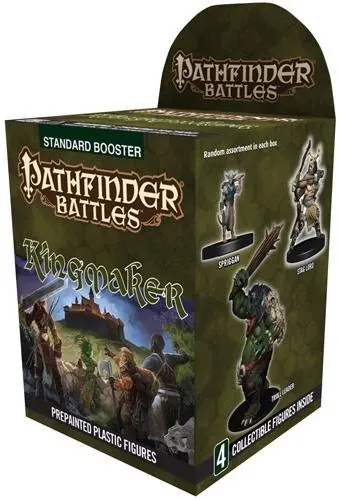 PATHFINDER
BATTLES
Random assortment in each box
STANDARD BOOSTER
PATHFINDER
BATTLES
Kingmaker
PREPAINTED PLASTIC FIGURES
SPRIGGAN
STAG LORD
TROLL LEADER
4 COLLECTIBLE FIGURES INSIDE